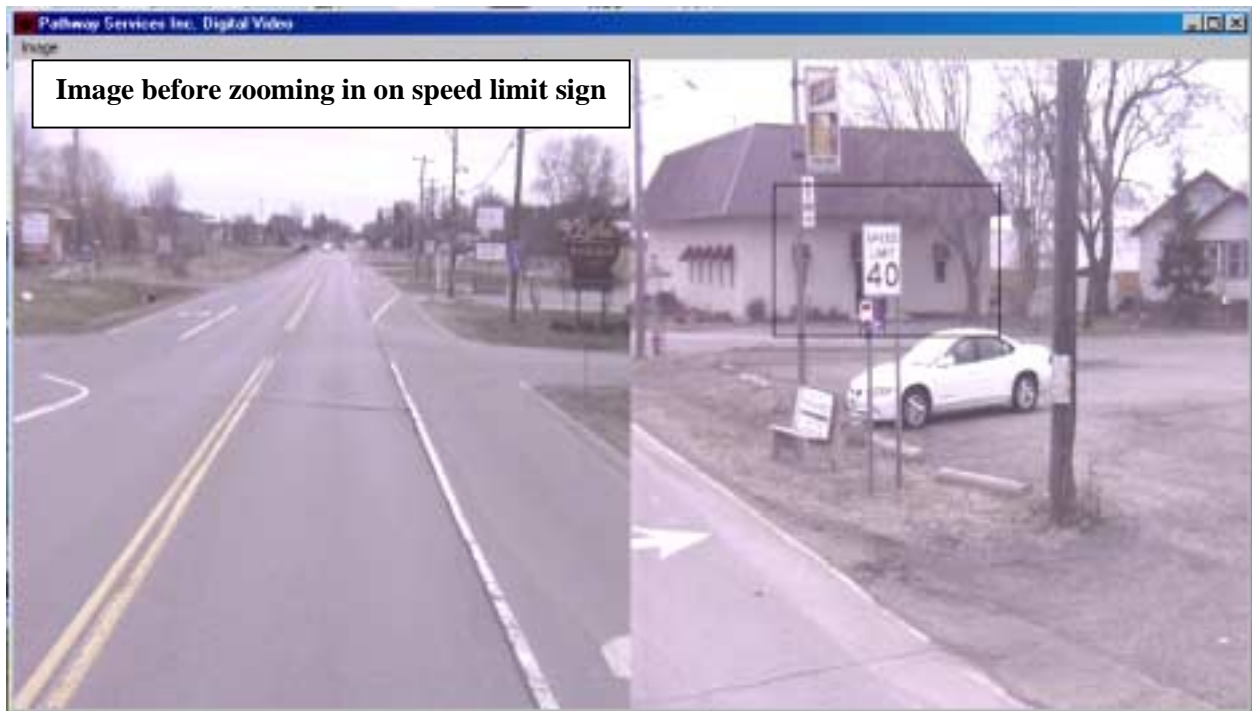 Pathway Services Inc. Digital Video
Image
Image before zooming in on speed limit sign
SPEED
LIMIT
40